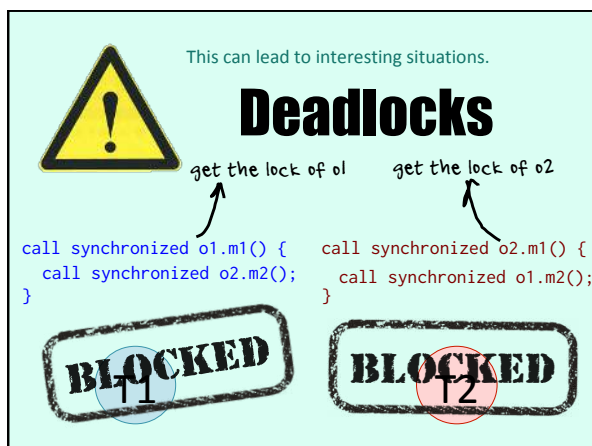 This can lead to interesting situations.
Deadlocks
get the lock of o1
get the lock of o2
call synchronized o1.m1() {
call synchronized o2.m2();
}
call synchronized o2.m1() {
call synchronized o1.m2();
}
BLOCKED
T1
BLOCKED
T2